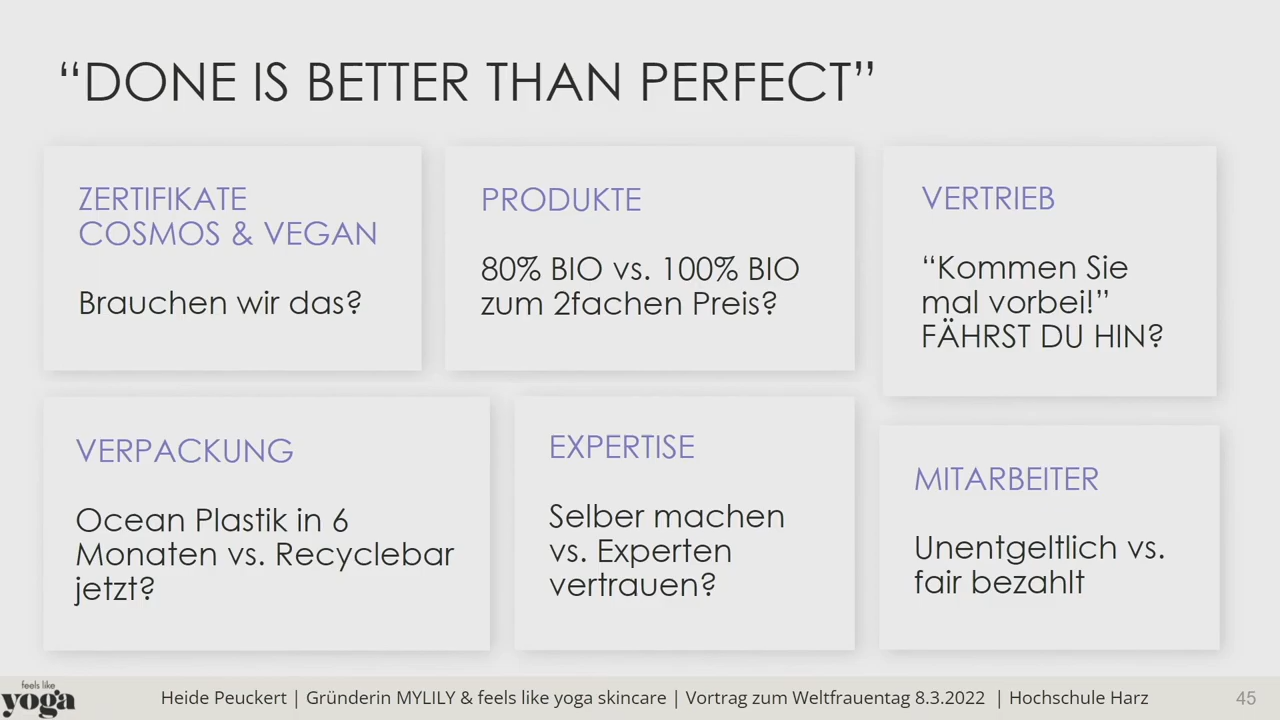 “DONE IS BETTER THAN PERFECT”
ZERTIFIKATE
COSMOS & VEGAN
Brauchen wir das?
PRODUKTE
80% BIO vs. 100% BIO
zum 2fachen Preis?
VERTRIEB
“Kommen Sie
mal vorbei!”
FÄHRST DU HIN?
VERPACKUNG
Ocean Plastik in 6
Monaten vs. Recyclebar
jetzt?
EXPERTISE
Selber machen
vs. Experten
vertrauen?
MITARBEITER
Unentgeltlich vs.
fair bezahlt
feels like
yoga
Heide Peuckert | Gründerin MYLILY & feels like yoga skincare | Vortrag zum Weltfrauentag 8.3.2022 | Hochschule Harz
45